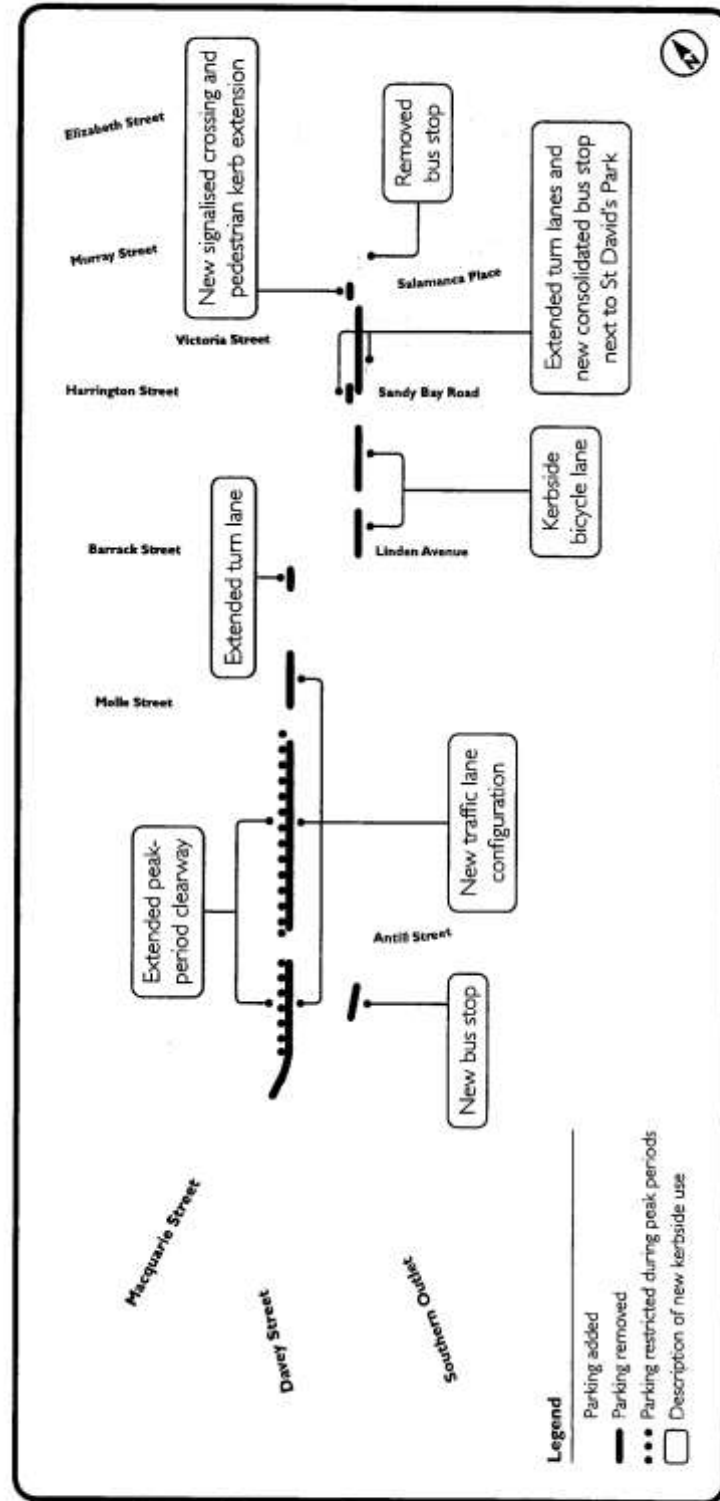 Elizabeth Street
Murray Street
Victoria Street
Harrington Street
Barrack Street
Molle Street
Macquarie Street
Davey Street
Southern Outlet
Antill Street
Linden Avenue
Sandy Bay Road
Salamanca Place
New signalised crossing and
pedestrian kerb extension
Removed
bus stop
Extended turn lanes and
new consolidated bus stop
next to St David's Park
Kerbside
bicycle lane
Extended turn lane
New traffic lane
configuration
Extended peak-
period clearway
New bus stop
Legend
Parking added
Parking removed
Parking restricted during peak periods
Description of new kerbside use
N